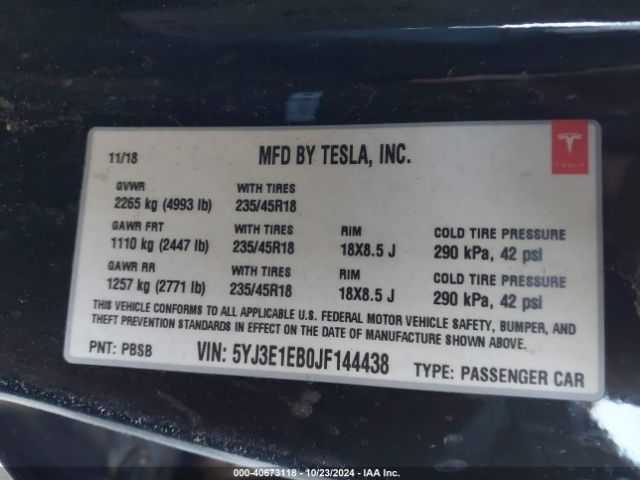 11/18 MFD BY TESLA, INC.
TESLA
GVWR WITH TIRES
2265 kg (4993 lb) 235/45R18
GAWR FRT WITH TIRES RIM COLD TIRE PRESSURE
1110 kg (2447 lb) 235/45R18 18X8.5 J 290 kPa, 42 psi
GAWR RR WITH TIRES RIM COLD TIRE PRESSURE
1257 kg (2771 lb) 235/45R18 18X8.5 J 290 kPa, 42 psi
THIS VEHICLE CONFORMS TO ALL APPLICABLE U.S. FEDERAL MOTOR VEHICLE SAFETY, BUMPER, AND
THEFT PREVENTION STANDARDS IN EFFECT ON DATE OF MANUFACTURE SHOWN ABOVE.
PNT: PBSB VIN: 5YJ3E1EB0JF144438 TYPE: PASSENGER CAR
000-40673118 - 10/23/2024 - IAA Inc.